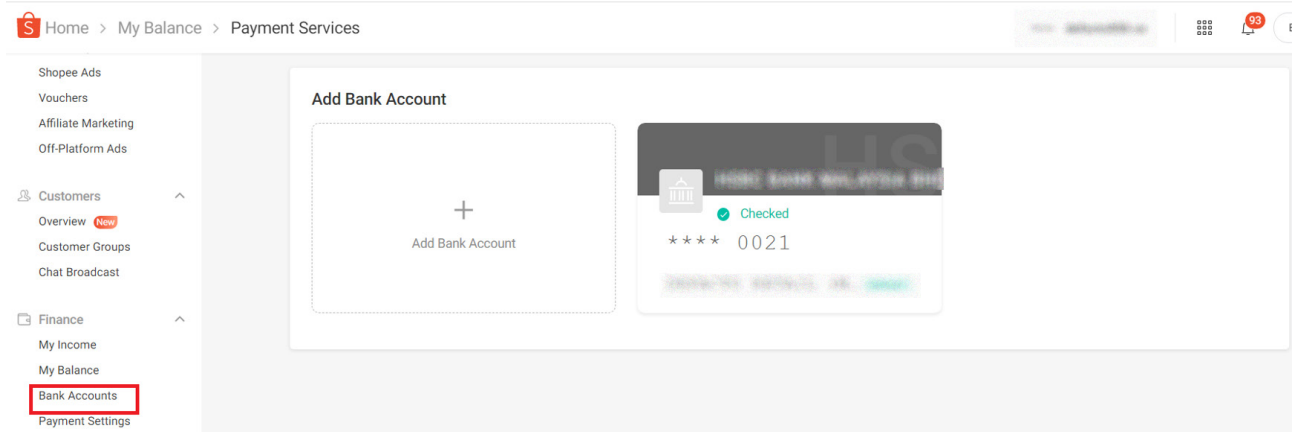 Home > My Balance > Payment Services
93
Shopee Ads
Vouchers
Affiliate Marketing
Off-Platform Ads
Customers
Overview New
Customer Groups
Chat Broadcast
Finance
My Income
My Balance
Bank Accounts
Payment Settings
Add Bank Account
+
Add Bank Account
HS
Checked
**** 0021